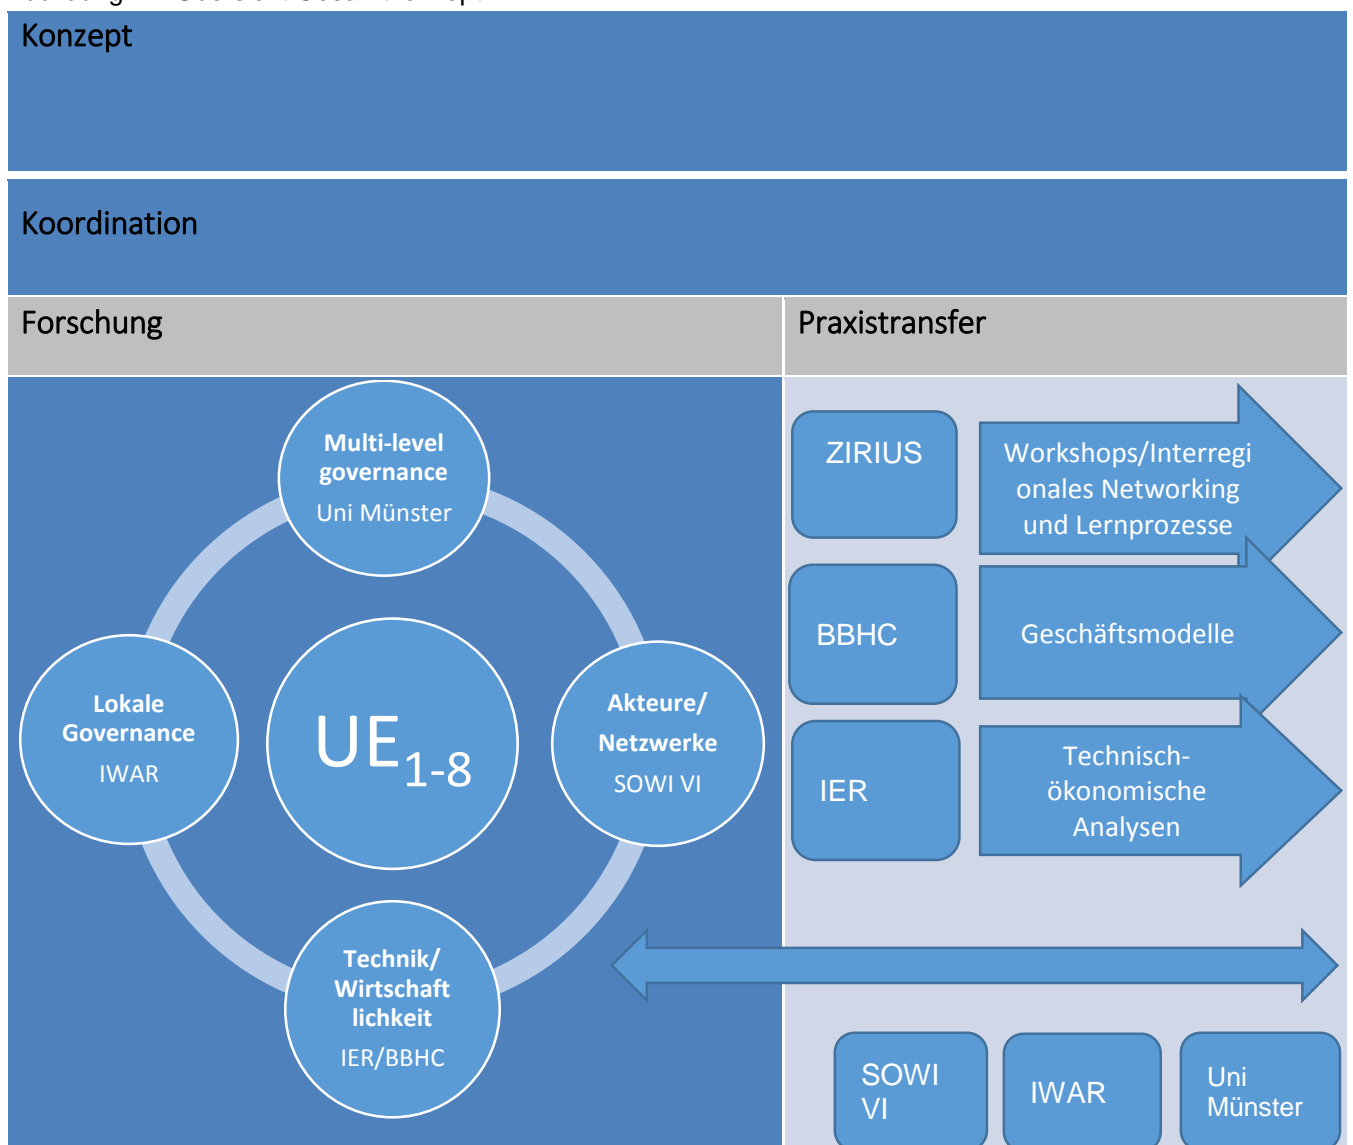 Konzept
Koordination
Forschung
Praxistransfer
Multi-level
governance
Uni Münster
Lokale
Governance
IWAR
UE1-8
Akteure/
Netzwerke
SOWI VI
Technik/
Wirtschaft
lichkeit
IER/BBHC
ZIRIUS
Workshops/Interregi
onales Networking
und Lernprozesse
BBHC
Geschäftsmodelle
IER
Technisch-
ökonomische
Analysen
SOWI
VI
IWAR
Uni
Münster